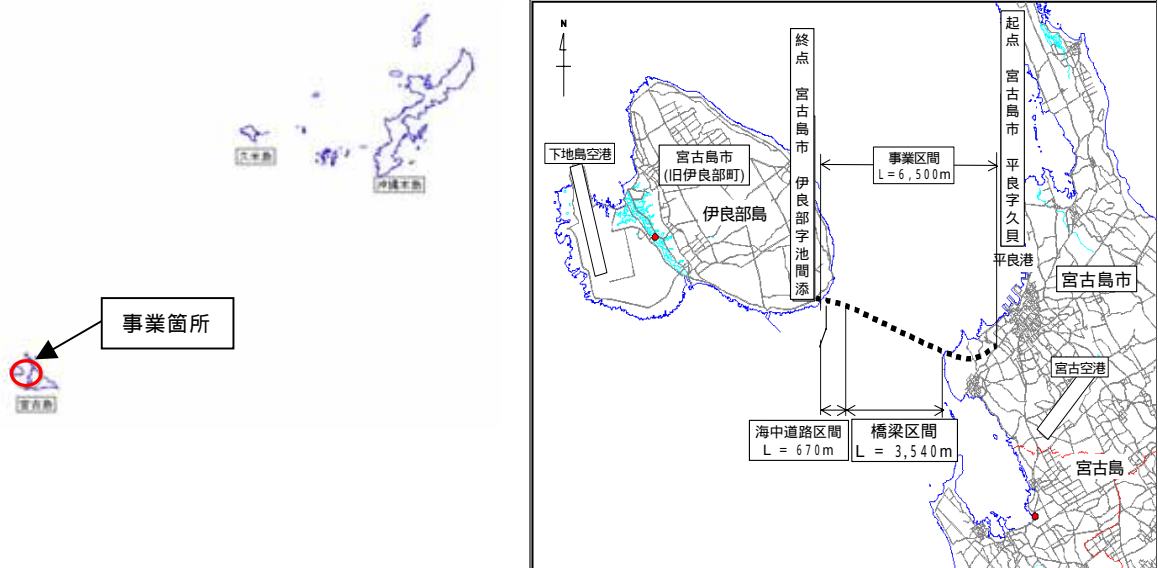 久米島
沖縄本島
事業箇所
宮古島
N
終点 宮古島市 伊良部字池間添
起点 宮古島市 平良字久貝
事業区間
L=6,500m
下地島空港
宮古島市
(旧伊良部町)
伊良部島
平良港
宮古島市
宮古空港
海中道路区間
L = 670m
橋梁区間
L = 3,540m
宮古島